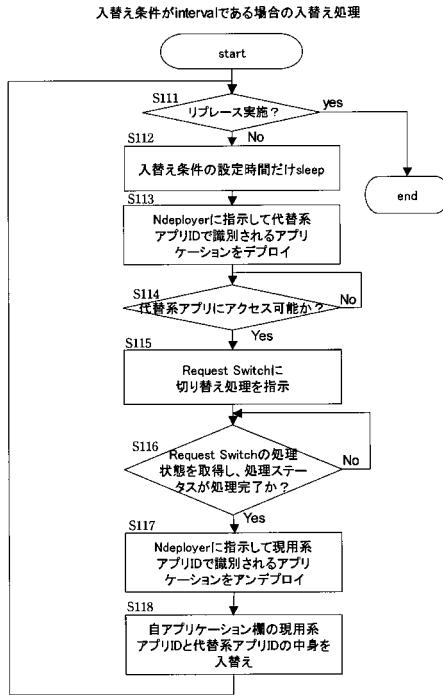 入替え条件がintervalである場合の入替え処理
start
S111
リプレース実施？
yes
No
end
S112
入替え条件の設定時間だけsleep
S113
Ndeployerに指示して代替系
アプリIDで識別されるアプリ
ケーションをデプロイ
S114
代替系アプリにアクセス可能か？
No
Yes
S115
Request Switchに
切り替え処理を指示
S116
Request Switchの処理
状態を取得し、処理ステー
タスが処理完了か？
No
Yes
S117
Ndeployerに指示して現用系
アプリIDで識別されるアプリ
ケーションをアンデプロイ
S118
自アプリケーション欄の現用系
アプリIDと代替系アプリIDの中身を
入替え